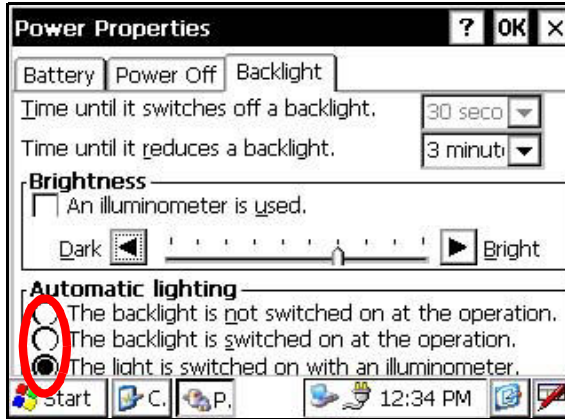 Power Properties ? OK ×
Battery Power Off Backlight
Time until it switches off a backlight. 30 seco
Time until it reduces a backlight. 3 minut
Brightness
An illuminometer is used.
Dark Bright
Automatic lighting
The backlight is not switched on at the operation.
The backlight is switched on at the operation.
The light is switched on with an illuminometer.
Start C. P. 12:34 PM